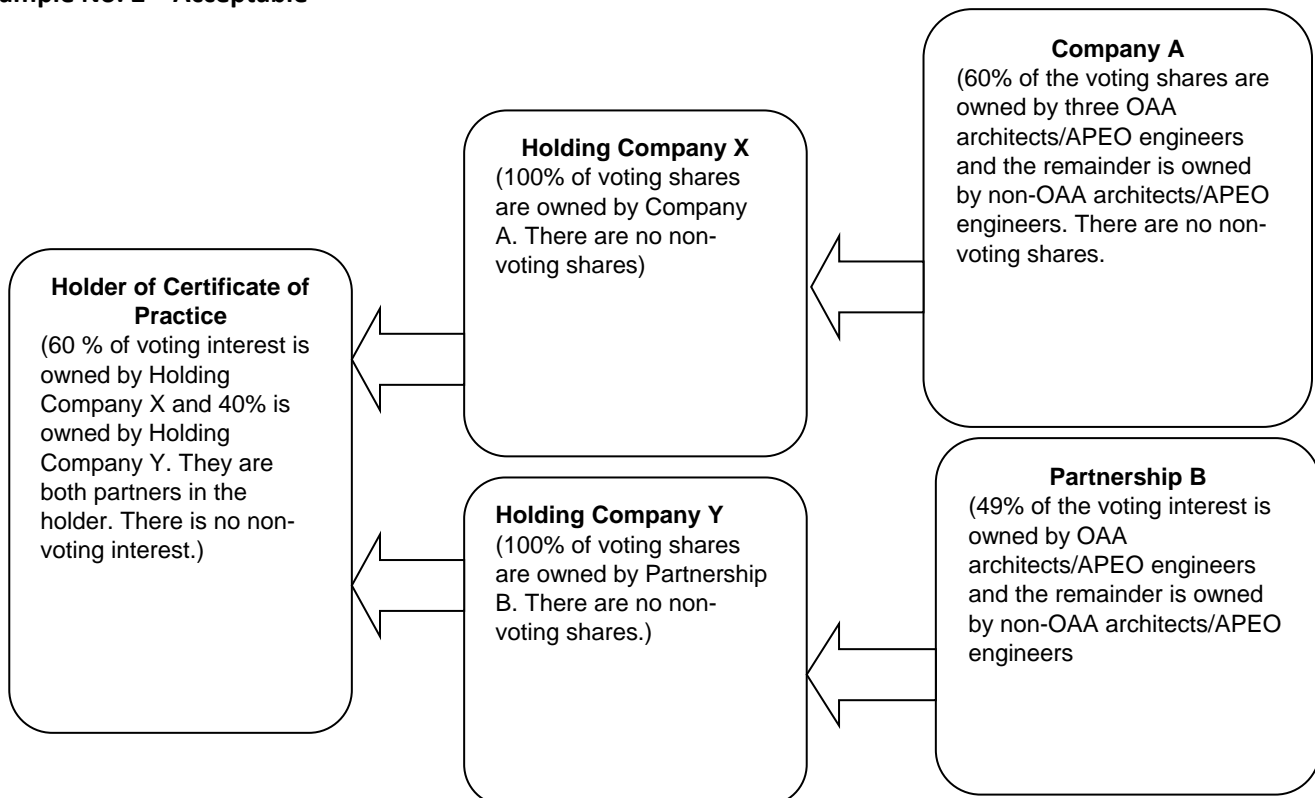 Acceptable
Company A
(60% of the voting shares are
owned by three OAA
architects/APEO engineers
and the remainder is owned
by non-OAA architects/APEO
engineers. There are no non-
voting shares.
Holding Company X
(100% of voting shares
are owned by Company
A. There are no non-
voting shares)
Holder of Certificate of
Practice
(60 % of voting interest is
owned by Holding
Company X and 40% is
owned by Holding
Company Y. They are
both partners in the
holder. There is no non-
voting interest.)
Holding Company Y
(100% of voting shares
are owned by Partnership
B. There are no non-
voting shares.)
Partnership B
(49% of the voting interest is
owned by OAA
architects/APEO engineers
and the remainder is owned
by non-OAA architects/APEO
engineers